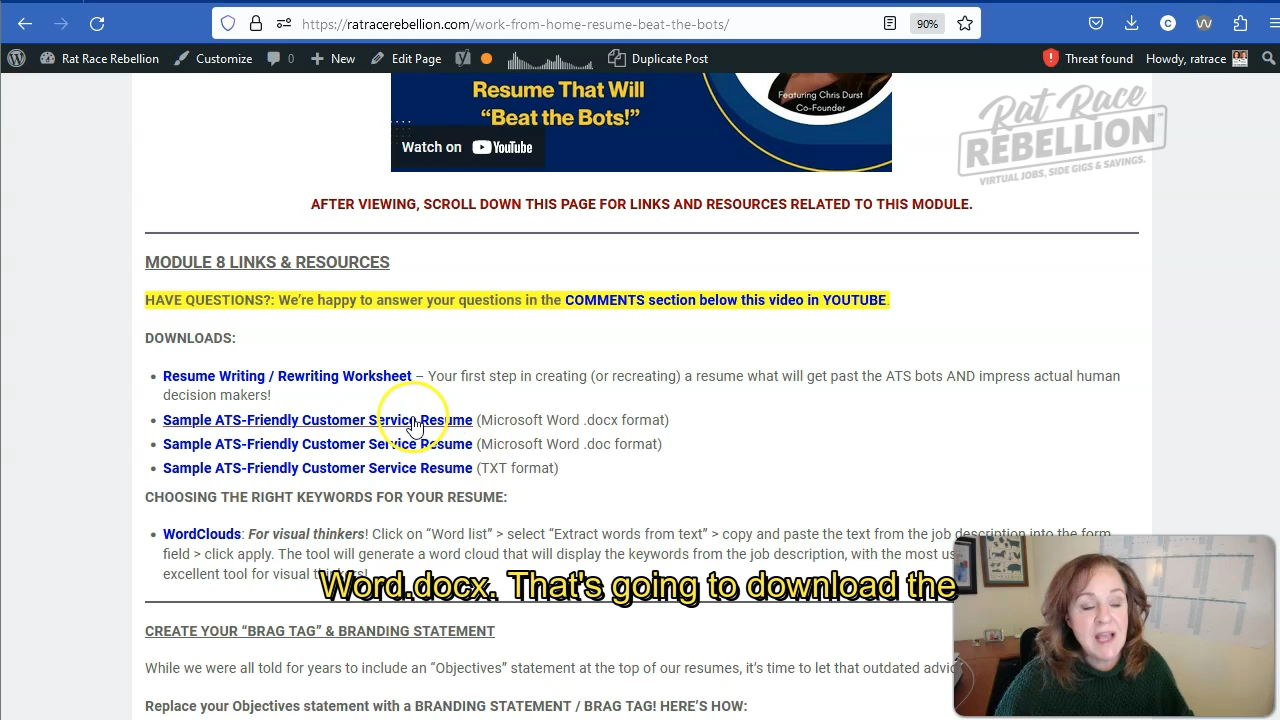 https://ratracerebellion.com/work-from-home-resume-beat-the-bots/
90%
Rat Race Rebellion
Customize
0
New
Edit Page
Duplicate Post
Threat found
Howdy, ratrace
Resume That Will
“Beat the Bots!”
Featuring Chris Durst
Co-Founder
Watch on YouTube
Rat Race
REBELLION™
VIRTUAL JOBS, SIDE GIGS & SAVINGS.
AFTER VIEWING, SCROLL DOWN THIS PAGE FOR LINKS AND RESOURCES RELATED TO THIS MODULE.
MODULE 8 LINKS & RESOURCES
HAVE QUESTIONS?: We’re happy to answer your questions in the COMMENTS section below this video in YOUTUBE.
DOWNLOADS:
• Resume Writing / Rewriting Worksheet – Your first step in creating (or recreating) a resume what will get past the ATS bots AND impress actual human
decision makers!
• Sample ATS-Friendly Customer Service Resume (Microsoft Word .docx format)
• Sample ATS-Friendly Customer Service Resume (Microsoft Word .doc format)
• Sample ATS-Friendly Customer Service Resume (TXT format)
CHOOSING THE RIGHT KEYWORDS FOR YOUR RESUME:
• WordClouds: For visual thinkers! Click on “Word list” > select “Extract words from text” > copy and paste the text from the job description into the form
field > click apply. The tool will generate a word cloud that will display the keywords from the job description, with the most
excellent tool for visual thinkers!
Word.docx. That's going to download the
CREATE YOUR “BRAG TAG” & BRANDING STATEMENT
While we were all told for years to include an “Objectives” statement at the top of our resumes, it’s time to let that outdated
Replace your Objectives statement with a BRANDING STATEMENT / BRAG TAG! HERE’S HOW: